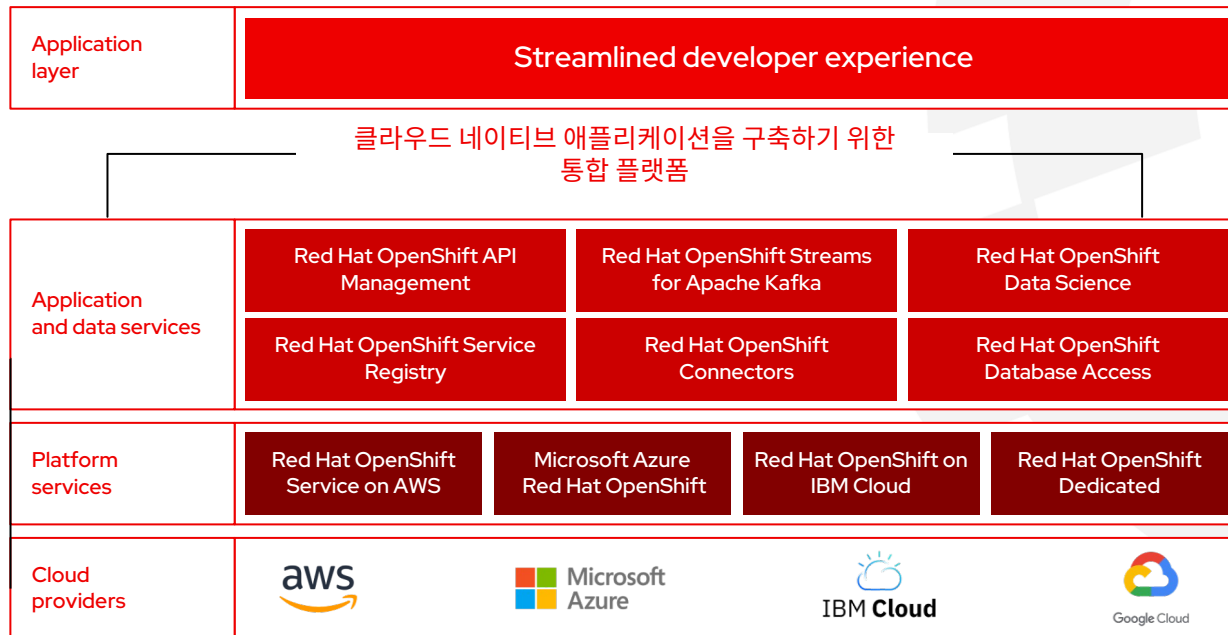 Application
layer
Streamlined developer experience
클라우드 네이티브 애플리케이션을 구축하기 위한
통합 플랫폼
Application
and data services
Red Hat OpenShift API
Management
Red Hat OpenShift Streams
for Apache Kafka
Red Hat OpenShift
Data Science
Red Hat OpenShift Service
Registry
Red Hat OpenShift
Connectors
Red Hat OpenShift
Database Access
Platform
services
Red Hat OpenShift
Service on AWS
Microsoft Azure
Red Hat OpenShift
Red Hat OpenShift on
IBM Cloud
Red Hat OpenShift
Dedicated
Cloud
providers
aws
Microsoft
Azure
IBM Cloud
Google Cloud